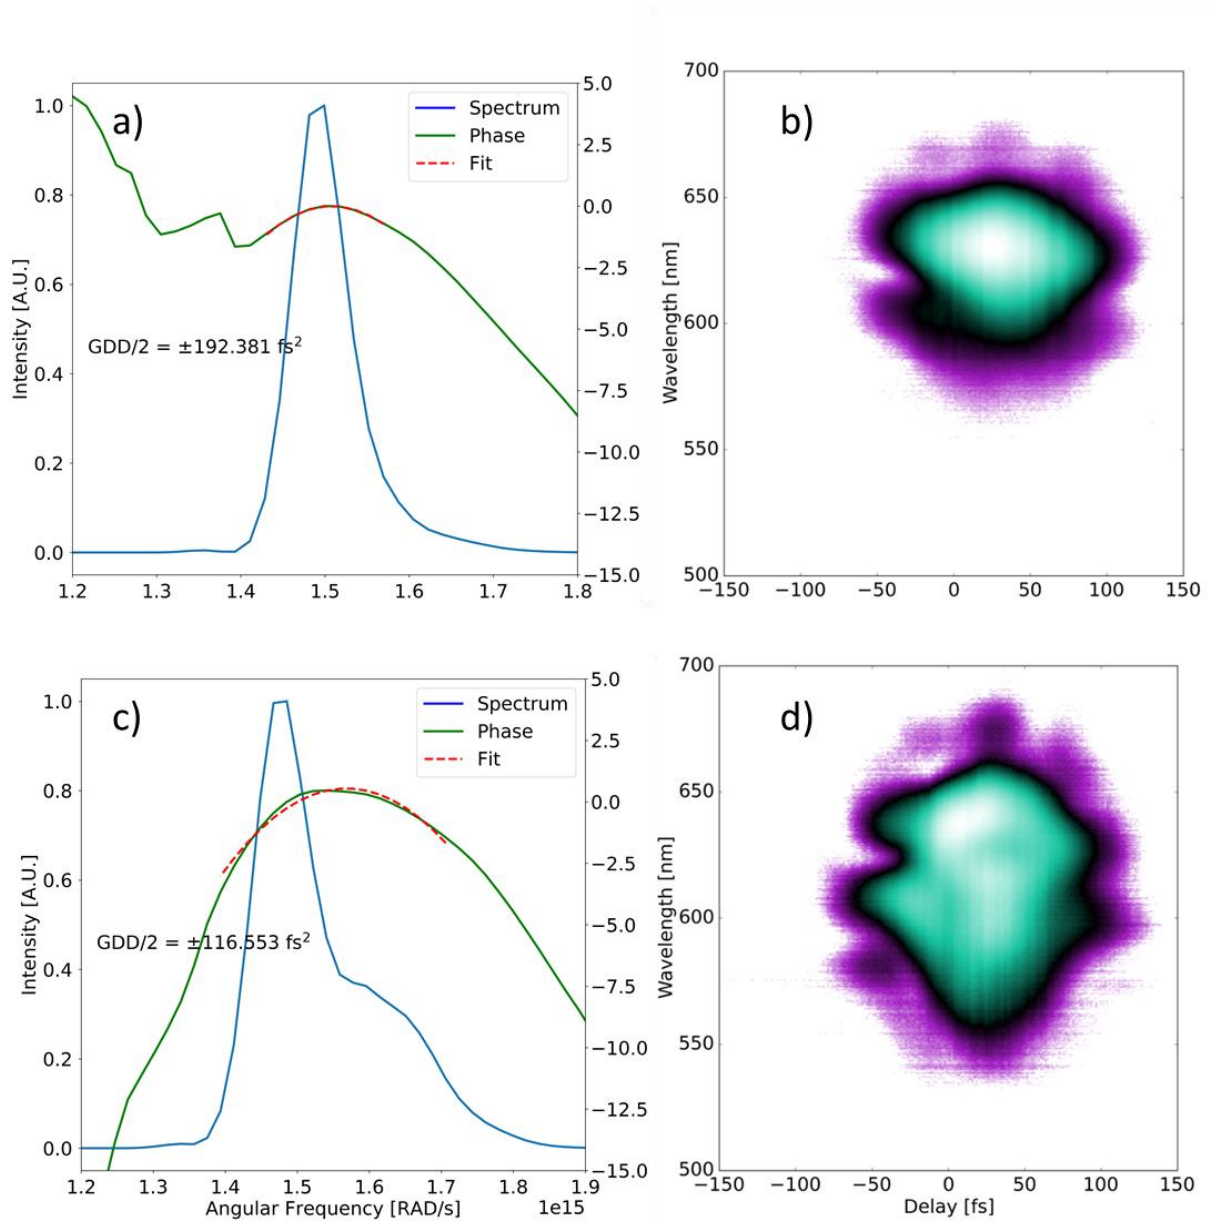 a)
Spectrum
Phase
Fit
GDD/2 = ±192.381 fs²
Intensity [A.U.]
1.0
0.8
0.6
0.4
0.2
0.0
5.0
2.5
0.0
−2.5
−5.0
−7.5
−10.0
−12.5
−15.0
1.2 1.3 1.4 1.5 1.6 1.7 1.8
b)
Wavelength [nm]
700
650
600
550
500
−150 −100 −50 0 50 100 150
c)
Spectrum
Phase
Fit
GDD/2 = ±116.553 fs²
Intensity [A.U.]
1.0
0.8
0.6
0.4
0.2
0.0
5.0
2.5
0.0
−2.5
−5.0
−7.5
−10.0
−12.5
−15.0
1.2 1.3 1.4 1.5 1.6 1.7 1.8 1.9
Angular Frequency [RAD/s] 1e15
d)
Wavelength [nm]
700
650
600
550
500
−150 −100 −50 0 50 100 150
Delay [fs]